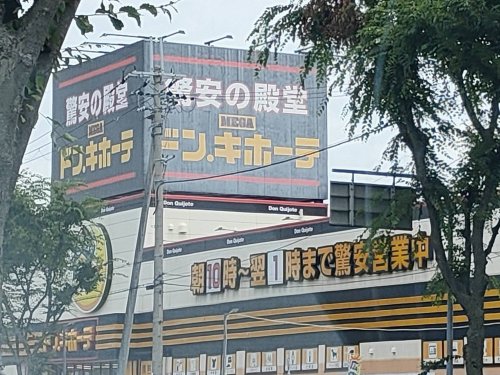 驚安の殿堂
MEGA
ドン.キホーテ
驚安の殿堂
MEGA
ドン.キホーテ
Don Quijote
Don Quijote
Don Quijote
朝10時～翌1時まで驚安営業中